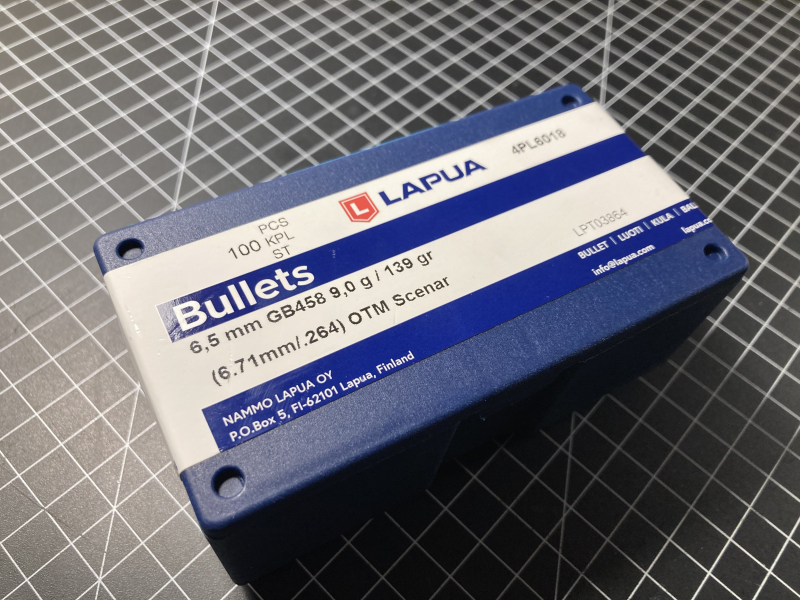 PCS
100 KPL
ST
L LAPUA
4PL8018
Bullets
6,5 mm GB458 9,0 g / 139 gr
(6.71mm/.264) OTM Scenar
LPT03864
NAMMO LAPUA OY
P.O.Box 5, FI-62101 Lapua, Finland
BULLET | LUOTI | KULA |
info@lapua.com